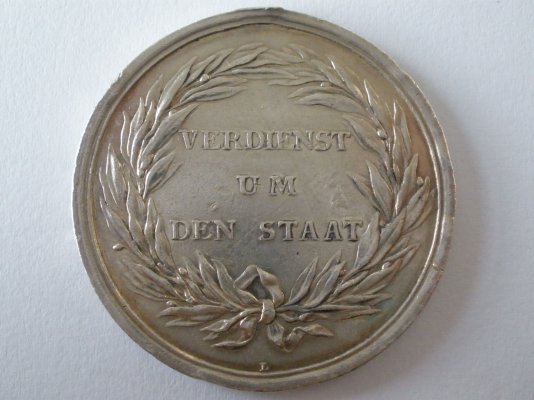 VERDIENST
UM
DEN STAAT
L